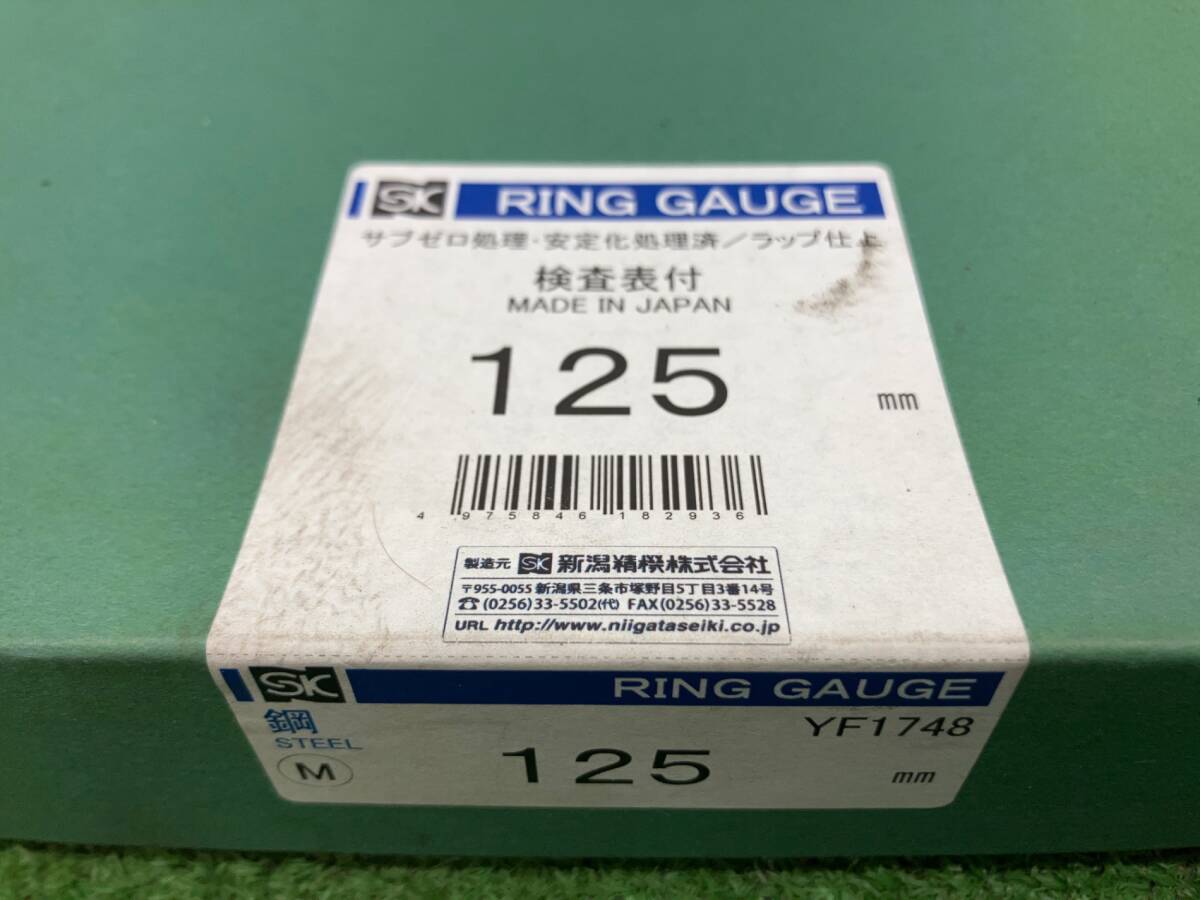 SK RING GAUGE
サブゼロ処理・安定化処理済／ラップ仕上
検査表付
MADE IN JAPAN
125 mm
4 975846 182936
製造元 SK 新潟精機株式会社
〒955-0055 新潟県三条市塚野目5丁目3番14号
☎(0256)33-5502(代) FAX(0256)33-5528
URL http://www.niigataseiki.co.jp
SK RING GAUGE
鋼 YF1748
STEEL
M 125 mm